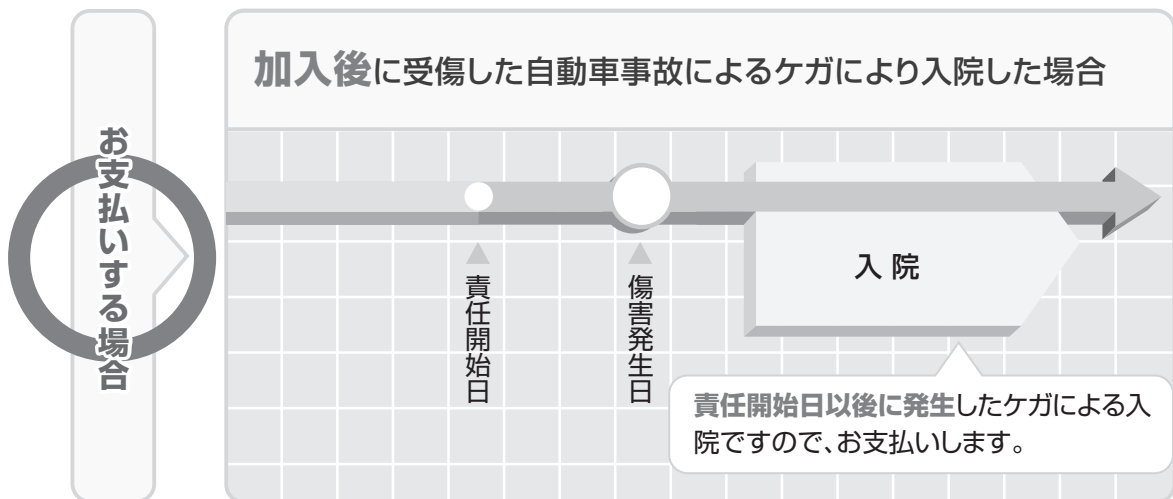 お支払いする場合
加入後に受傷した自動車事故によるケガにより入院した場合
責任開始日
傷害発生日
入院
責任開始日以後に発生したケガによる入
院ですので、お支払いします。